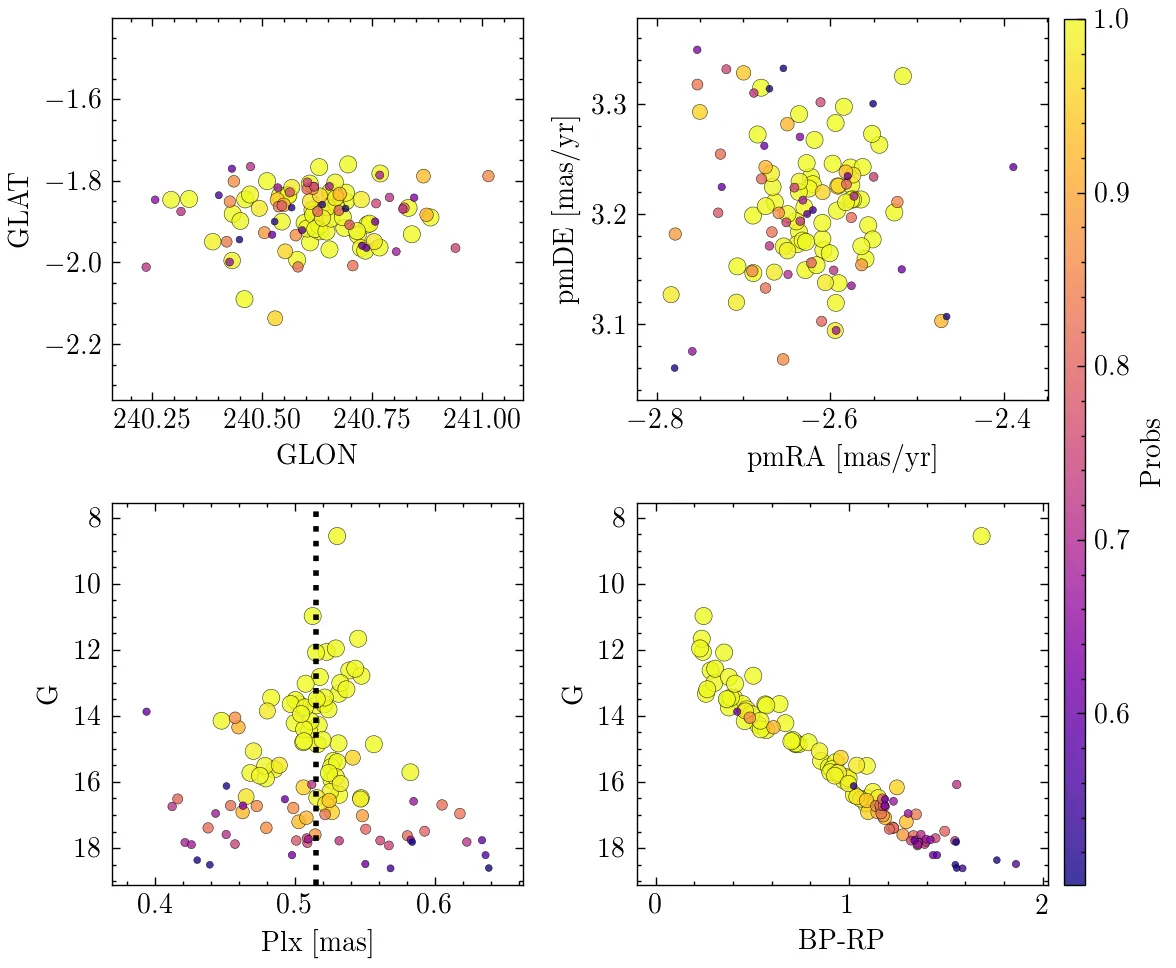 GLAT
−1.6
−1.8
−2.0
−2.2
240.25 240.50 240.75 241.00
GLON
pmDE [mas/yr]
3.3
3.2
3.1
−2.8 −2.6 −2.4
pmRA [mas/yr]
G
8
10
12
14
16
18
0.4 0.5 0.6
Plx [mas]
G
8
10
12
14
16
18
0 1 2
BP-RP
1.0
0.9
0.8
0.7
0.6
Probs